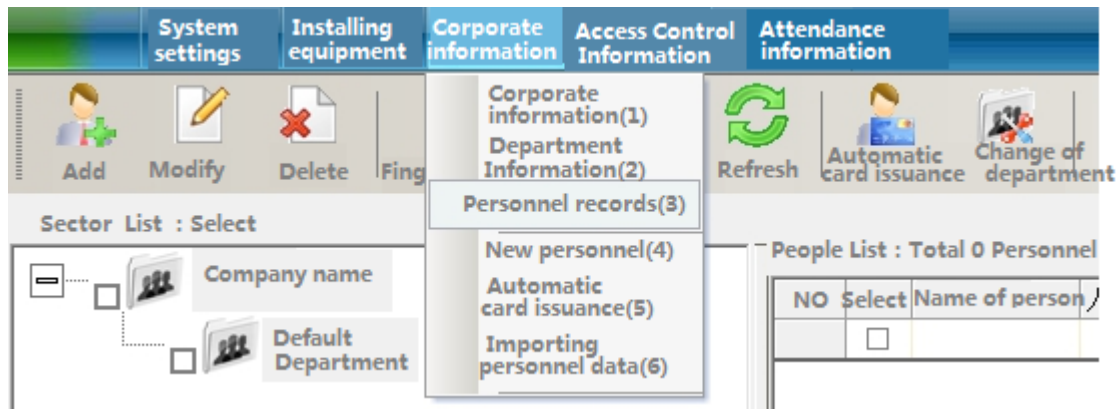 System
settings
Installing
equipment
Corporate
information
Access Control
Information
Attendance
information
Add
Modify
Delete
Fing
Refresh
Automatic
card issuance
Change of
department
Corporate
information(1)
Department
Information(2)
Personnel records(3)
New personnel(4)
Automatic
card issuance(5)
Importing
personnel data(6)
Sector List : Select
Company name
Default
Department
People List : Total 0 Personnel
NO Select Name of person